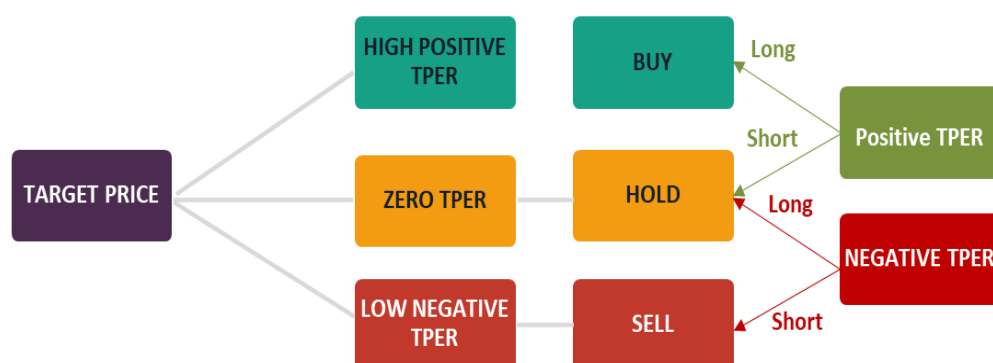 HIGH POSITIVE
TPER
BUY
Long
Short
Positive TPER
TARGET PRICE
ZERO TPER
HOLD
Long
NEGATIVE TPER
LOW NEGATIVE
TPER
SELL
Short